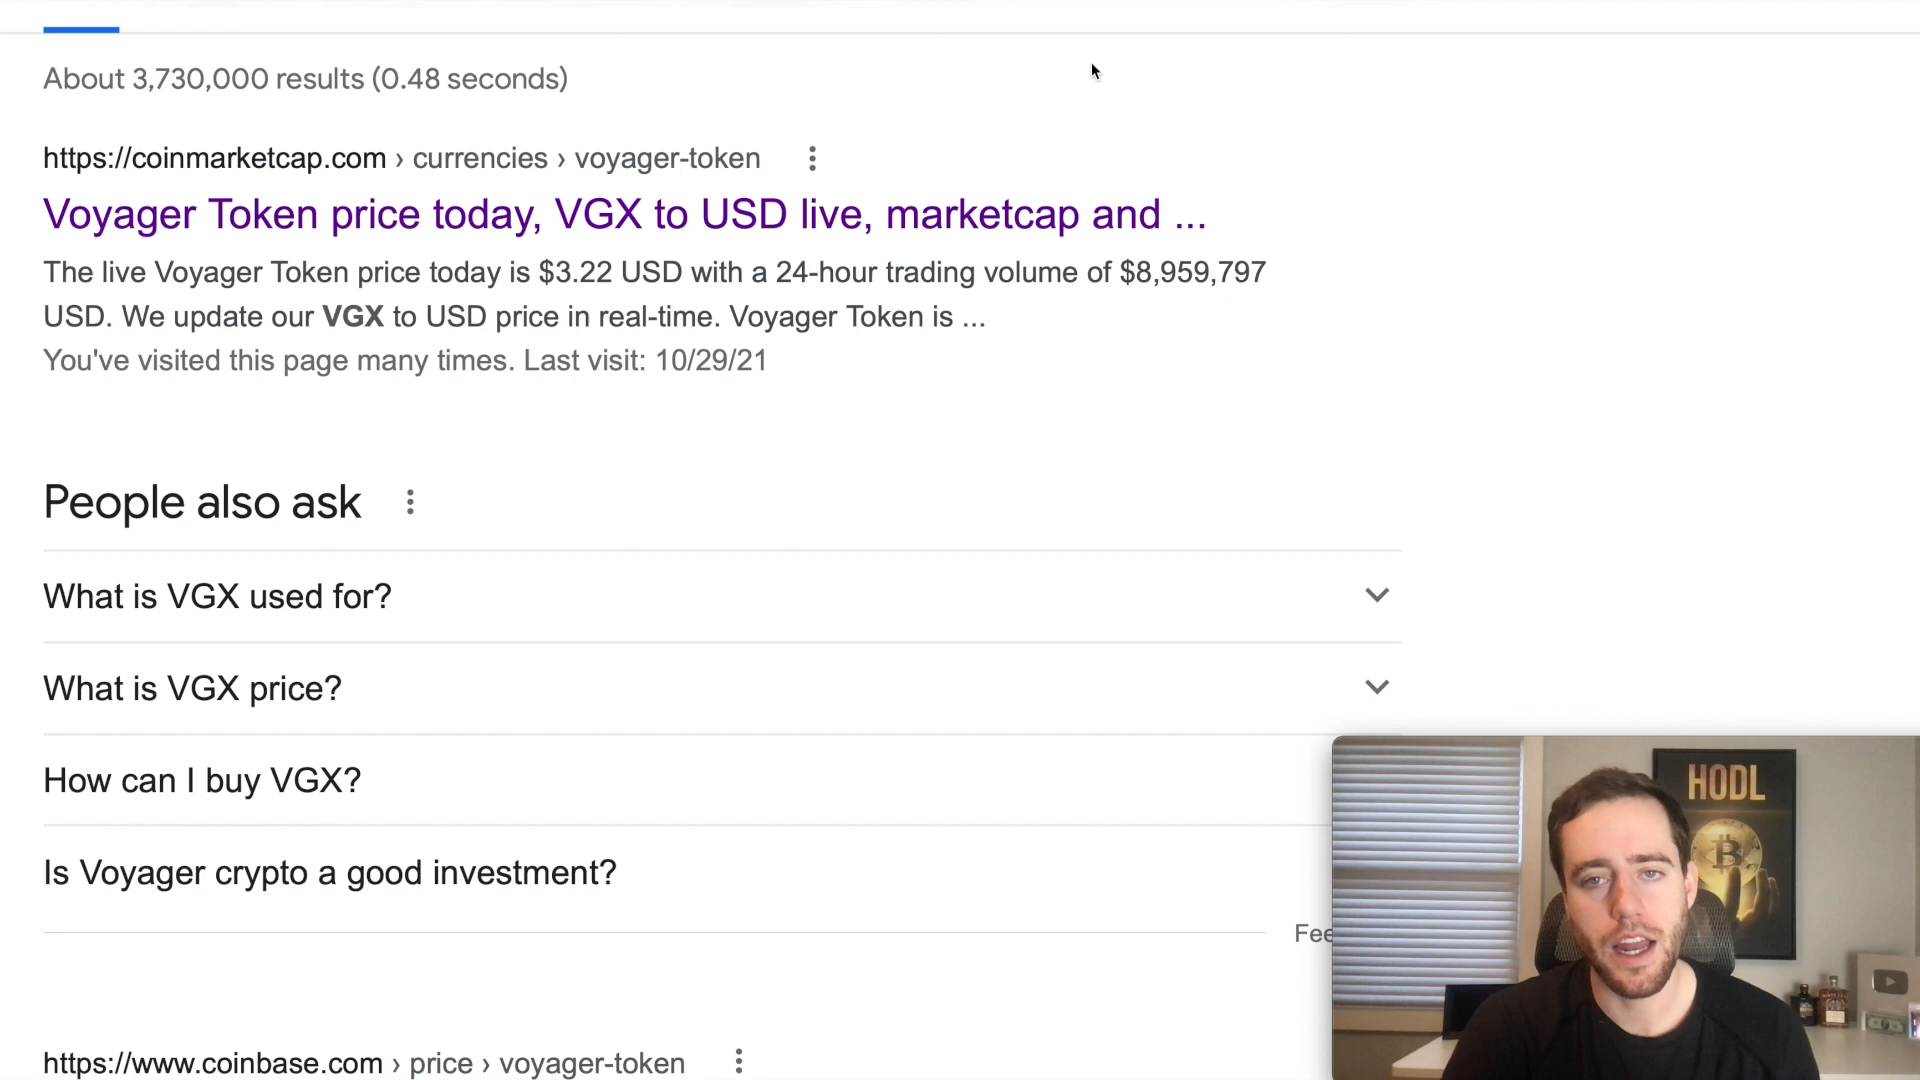 About 3,730,000 results (0.48 seconds)
https://coinmarketcap.com › currencies › voyager-token
Voyager Token price today, VGX to USD live, marketcap and ...
The live Voyager Token price today is $3.22 USD with a 24-hour trading volume of $8,959,797
USD. We update our VGX to USD price in real-time. Voyager Token is ...
You've visited this page many times. Last visit: 10/29/21
People also ask
What is VGX used for?
What is VGX price?
How can I buy VGX?
HODL
Is Voyager crypto a good investment?
Fee
https://www.coinbase.com › price › voyager-token